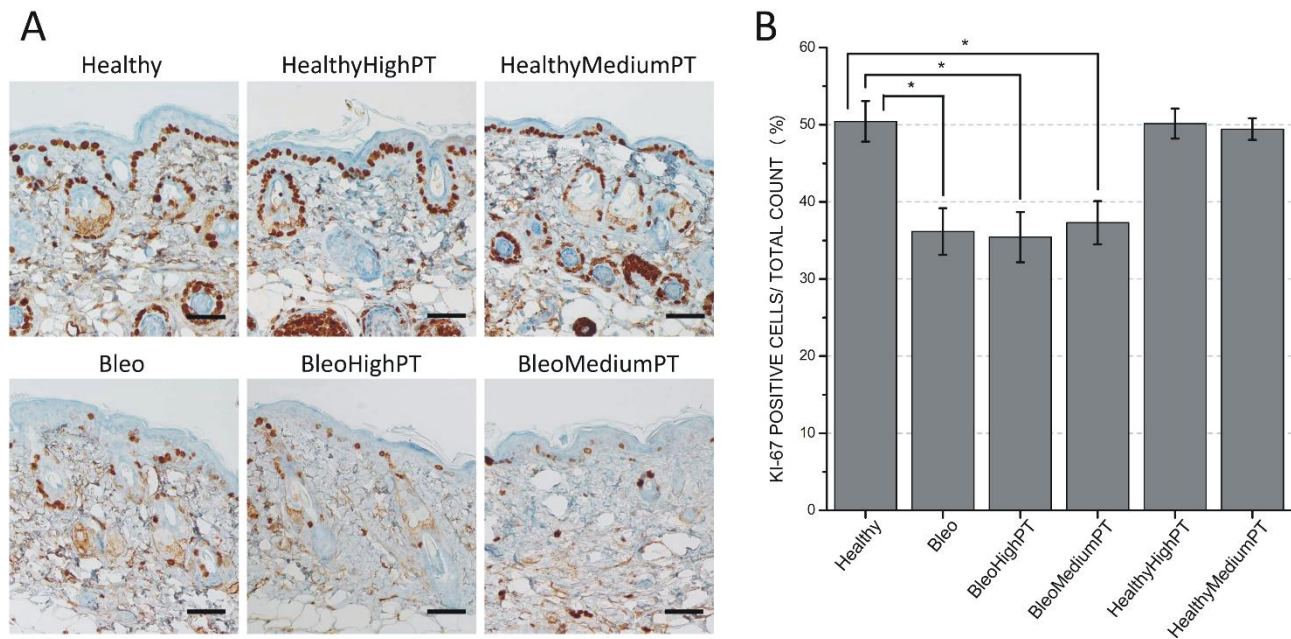 A
Healthy
HealthyHighPT
HealthyMediumPT
Bleo
BleoHighPT
BleoMediumPT
B
KI-67 POSITIVE CELLS/ TOTAL COUNT (%)
60
50
40
30
20
10
0
*
*
*
Healthy
Bleo
BleoHighPT
BleoMediumPT
HealthyHighPT
HealthyMediumPT